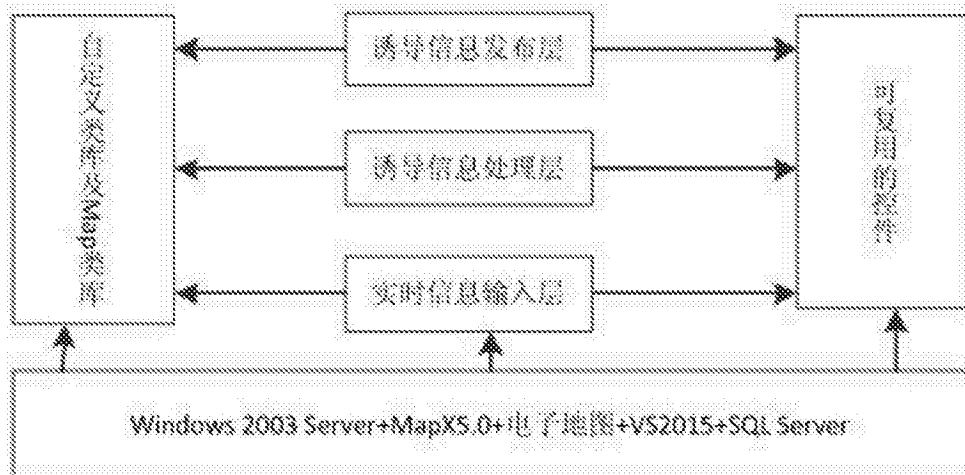 自定义类库及Map类库
诱导信息发布层
诱导信息处理层
实时信息输入层
可复用的控件
Windows 2003 Server+MapX5.0+电子地图+VS2015+SQL Server